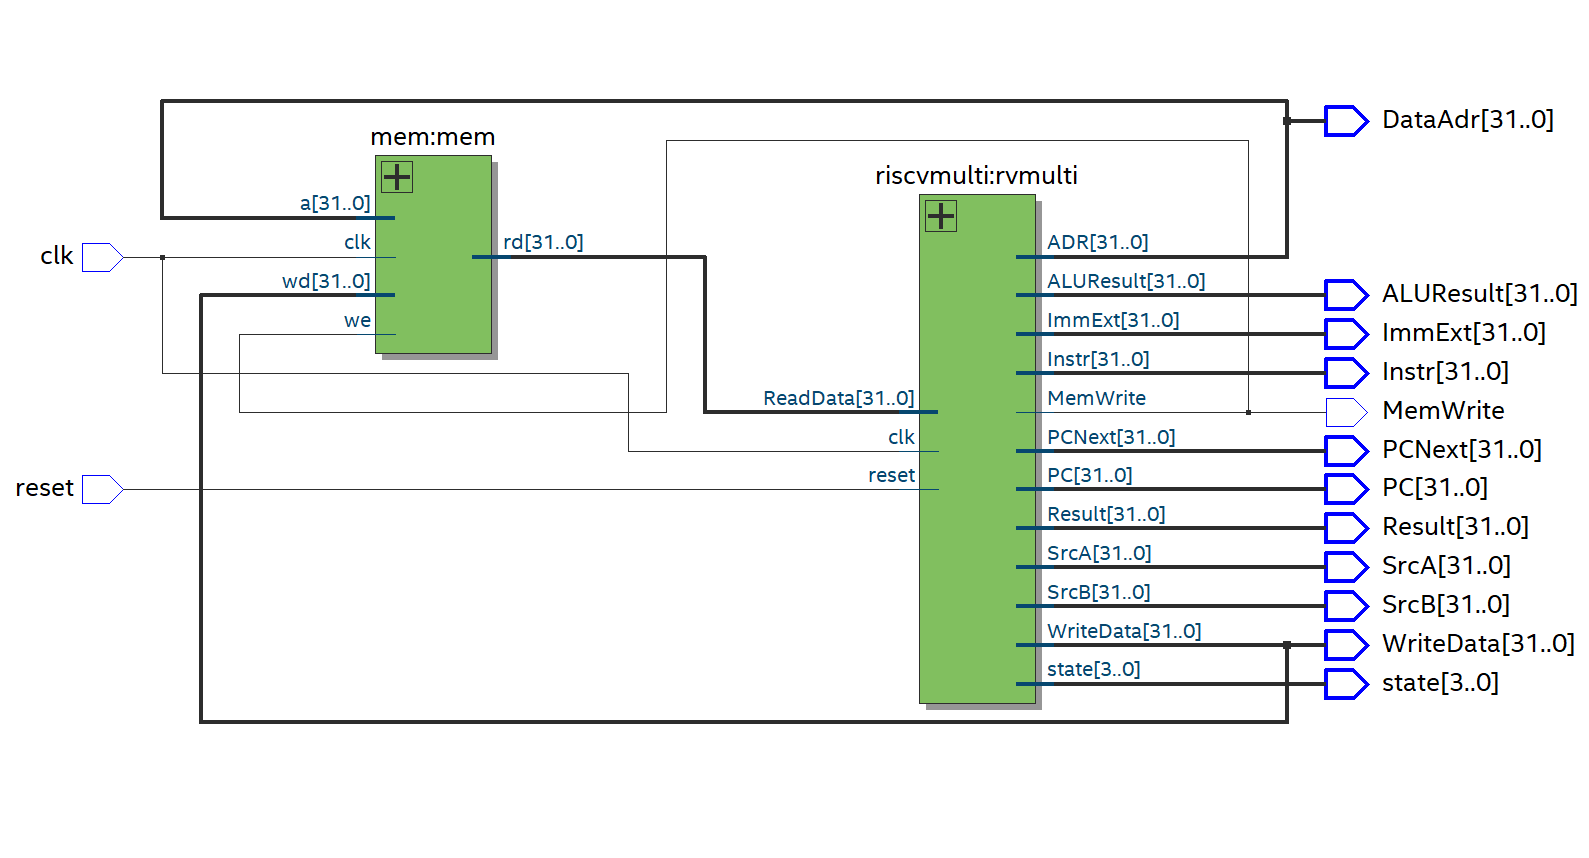 DataAdr[31..0]
mem:mem
riscvmulti:rvmulti
a[31..0]
clk
clk
rd[31..0]
ADR[31..0]
wd[31..0]
ALUResult[31..0]
ALUResult[31..0]
we
ImmExt[31..0]
ImmExt[31..0]
Instr[31..0]
Instr[31..0]
ReadData[31..0]
MemWrite
MemWrite
clk
PCNext[31..0]
PCNext[31..0]
reset
reset
PC[31..0]
PC[31..0]
Result[31..0]
Result[31..0]
SrcA[31..0]
SrcA[31..0]
SrcB[31..0]
SrcB[31..0]
WriteData[31..0]
WriteData[31..0]
state[3..0]
state[3..0]